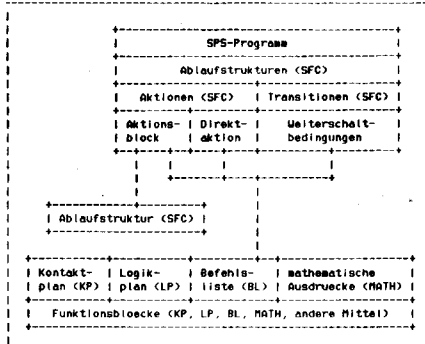 SPS-Programm
Ablaufstrukturen (SFC)
Aktionen (SFC) | Transitionen (SFC)
Aktions- | Direkt- | Weiterschalt-
block | aktion | bedingungen
Ablaufstruktur (SFC)
Kontakt- | Logik- | Befehls- | mathematische
plan (KP) | plan (LP) | liste (BL) | Ausdruecke (MATH)
Funktionsbloecke (KP, LP, BL, MATH, andere Mittel)